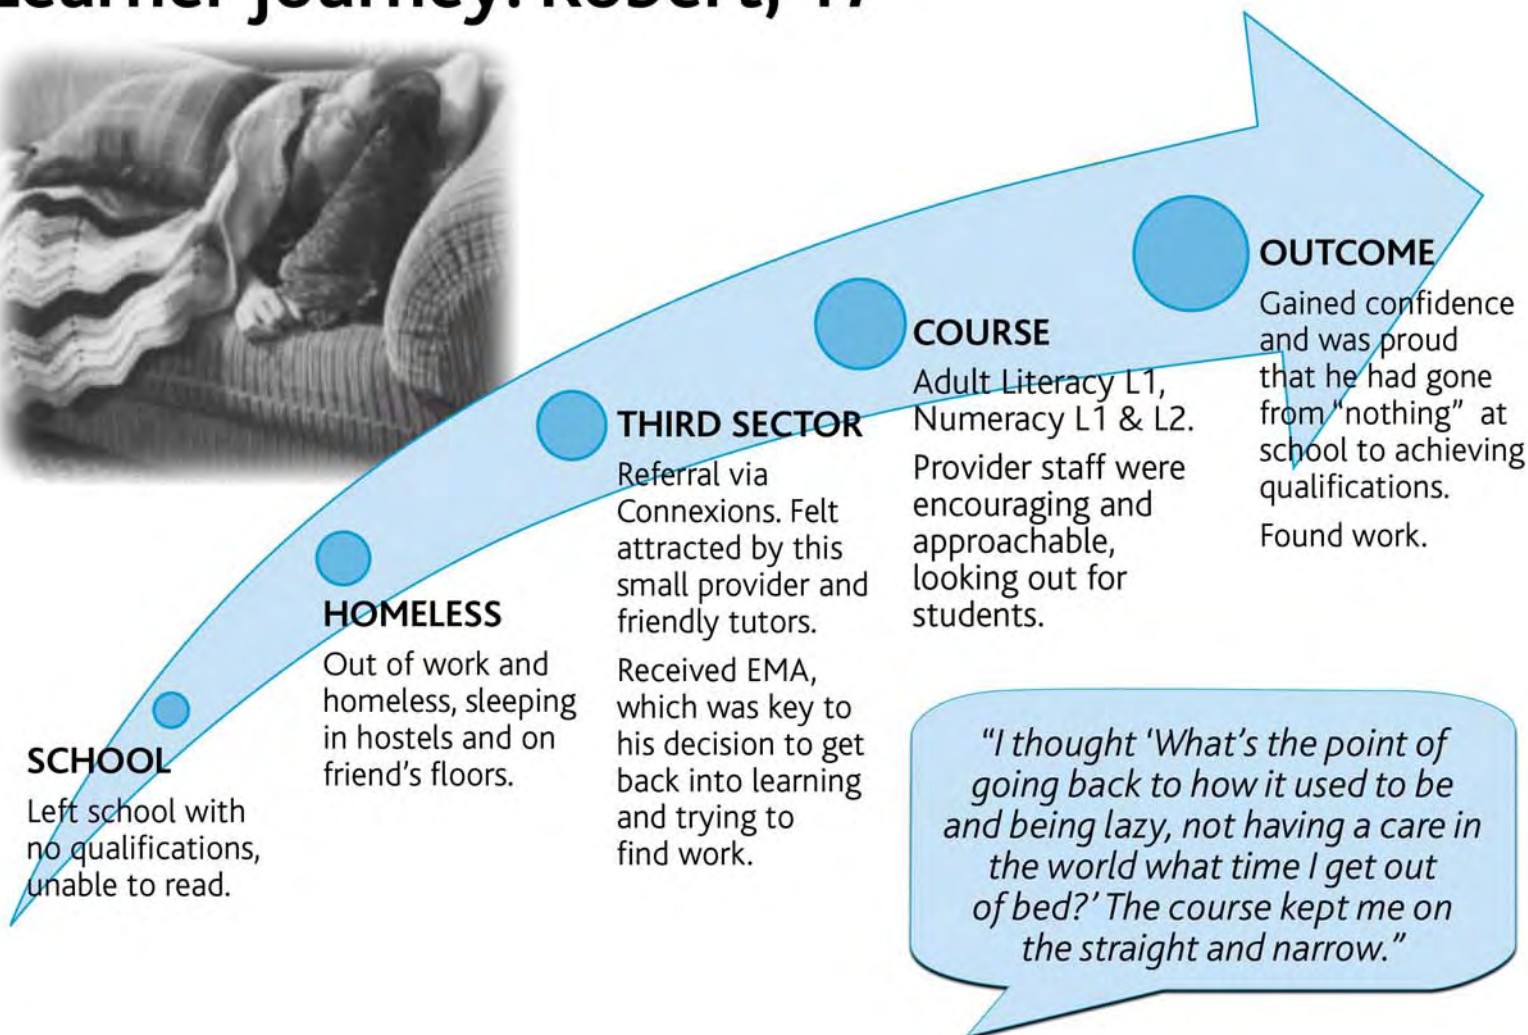 Learner journey: Robert, 17
SCHOOL
Left school with
no qualifications,
unable to read.
HOMELESS
Out of work and
homeless, sleeping
in hostels and on
friend's floors.
THIRD SECTOR
Referral via
Connexions. Felt
attracted by this
small provider and
friendly tutors.
Received EMA,
which was key to
his decision to get
back into learning
and trying to
find work.
COURSE
Adult Literacy L1,
Numeracy L1 & L2.
Provider staff were
encouraging and
approachable,
looking out for
students.
OUTCOME
Gained confidence
and was proud
that he had gone
from "nothing" at
school to achieving
qualifications.
Found work.
"I thought 'What's the point of
going back to how it used to be
and being lazy, not having a care in
the world what time I get out
of bed?' The course kept me on
the straight and narrow."